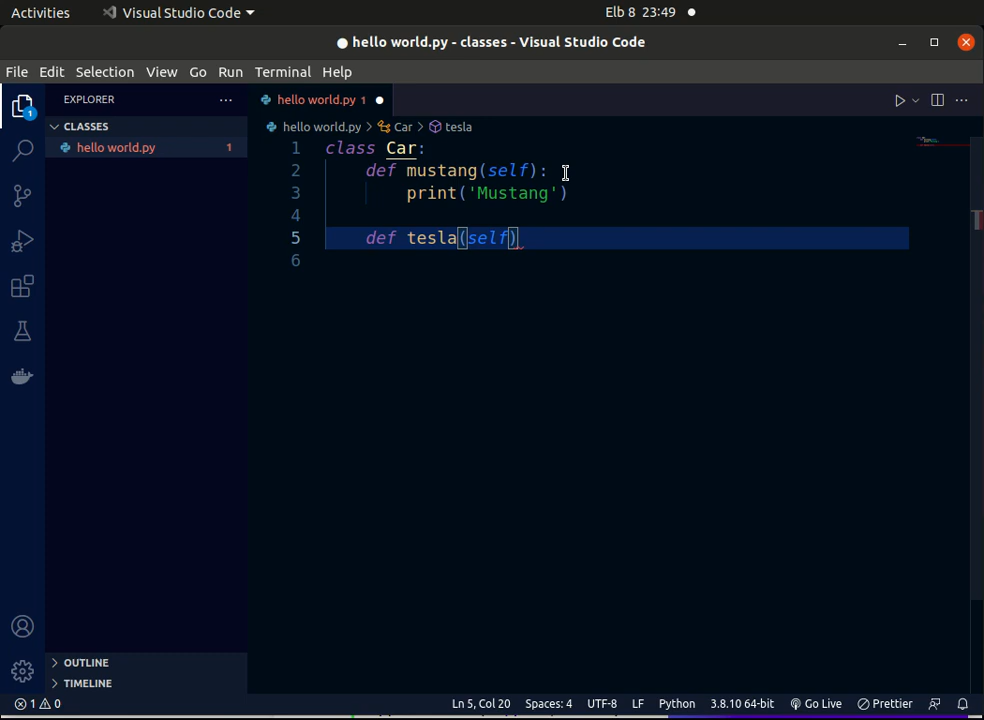 Activities Visual Studio Code Elb 8 23:49
hello world.py - classes - Visual Studio Code
File Edit Selection View Go Run Terminal Help
EXPLORER
hello world.py 1
CLASSES
hello world.py > Car > tesla
hello world.py 1
1 class Car:
2 def mustang(self):
3 print('Mustang')
4
5 def tesla(self)
6
1
OUTLINE
TIMELINE
1 0 Ln 5, Col 20 Spaces: 4 UTF-8 LF Python 3.8.10 64-bit Go Live Prettier